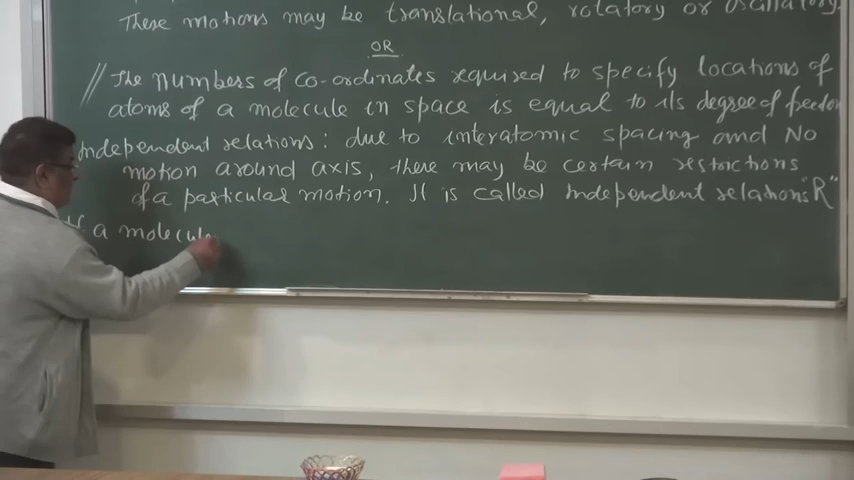 These motions may be translational, rotatory or oscillatory.
OR
// The numbers of co-ordinates required to specify locations of
atoms of a molecule in space is equal to its degree of freedom
Independent relations: due to interatomic spacing and No
motion around axis, there may be certain restrictions
of a particular motion. It is called Independent relations "R"
If a molecule